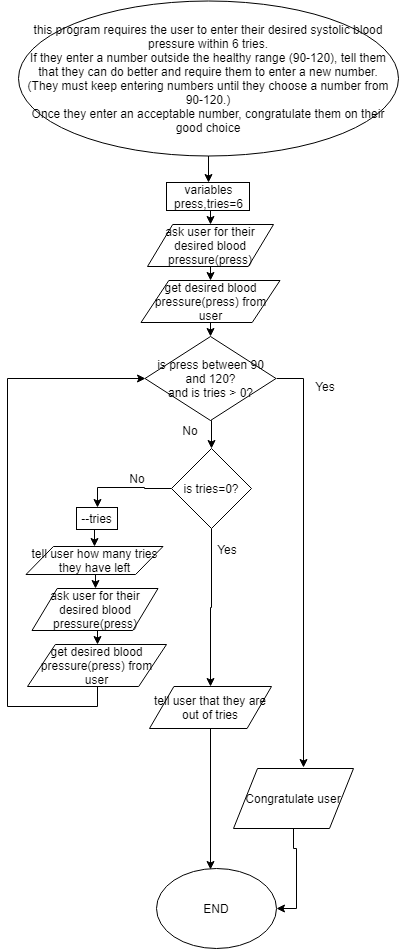 this program requires the user to enter their desired systolic blood
pressure within 6 tries.
If they enter a number outside the healthy range (90-120), tell them
that they can do better and require them to enter a new number.
(They must keep entering numbers until they choose a number from
90-120.)
Once they enter an acceptable number, congratulate them on their
good choice
variables
press,tries=6
ask user for their
desired blood
pressure(press)
get desired blood
pressure(press) from
user
is press between 90
and 120?
and is tries > 0?
Yes
No
is tries=0?
No
Yes
--tries
tell user how many tries
they have left
ask user for their
desired blood
pressure(press)
get desired blood
pressure(press) from
user
tell user that they are
out of tries
Congratulate user
END